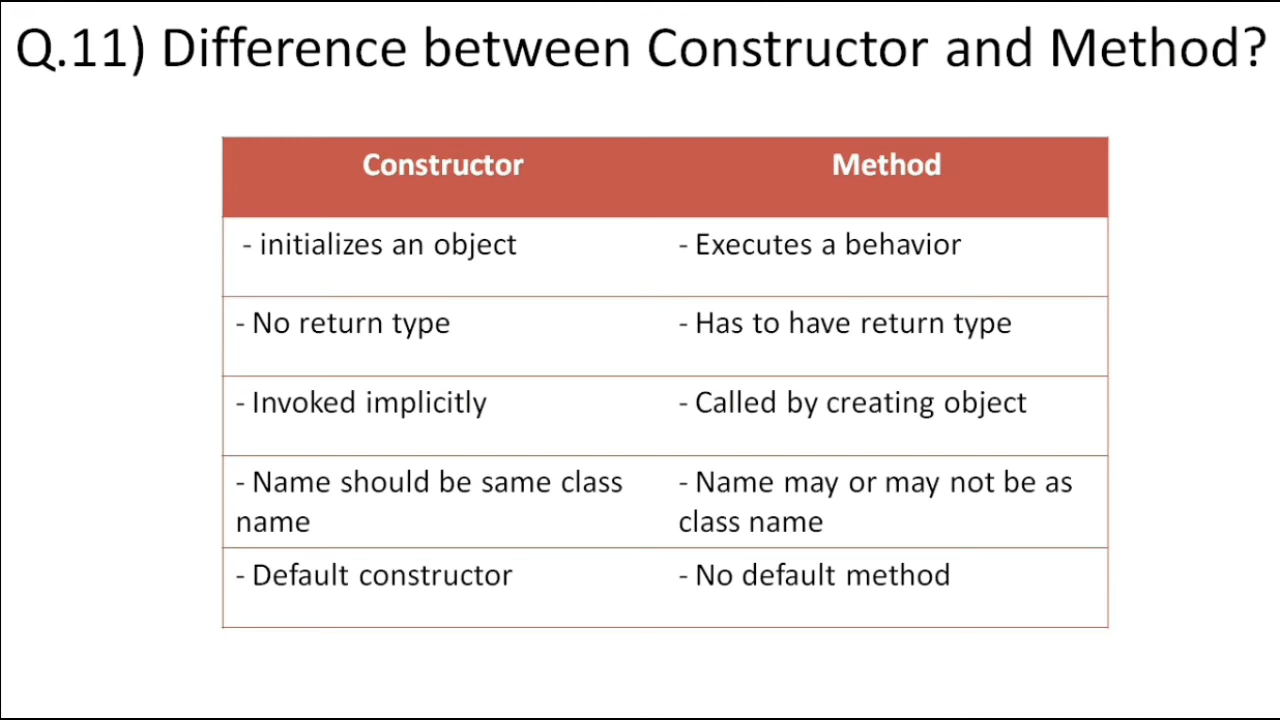 Q.11) Difference between Constructor and Method?
Constructor Method
- initializes an object - Executes a behavior
- No return type - Has to have return type
- Invoked implicitly - Called by creating object
- Name should be same class - Name may or may not be as
name class name
- Default constructor - No default method